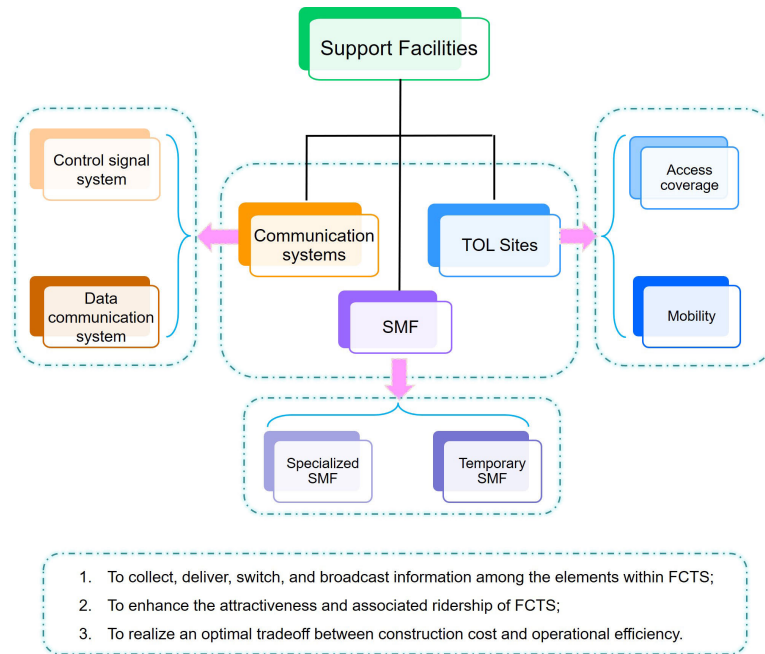 Support Facilities
Control signal
system
Access
coverage
Communication
systems
TOL Sites
Data
communication
system
SMF
Mobility
Specialized
SMF
Temporary
SMF
1. To collect, deliver, switch, and broadcast information among the elements within FCTS;
2. To enhance the attractiveness and associated ridership of FCTS;
3. To realize an optimal tradeoff between construction cost and operational efficiency.